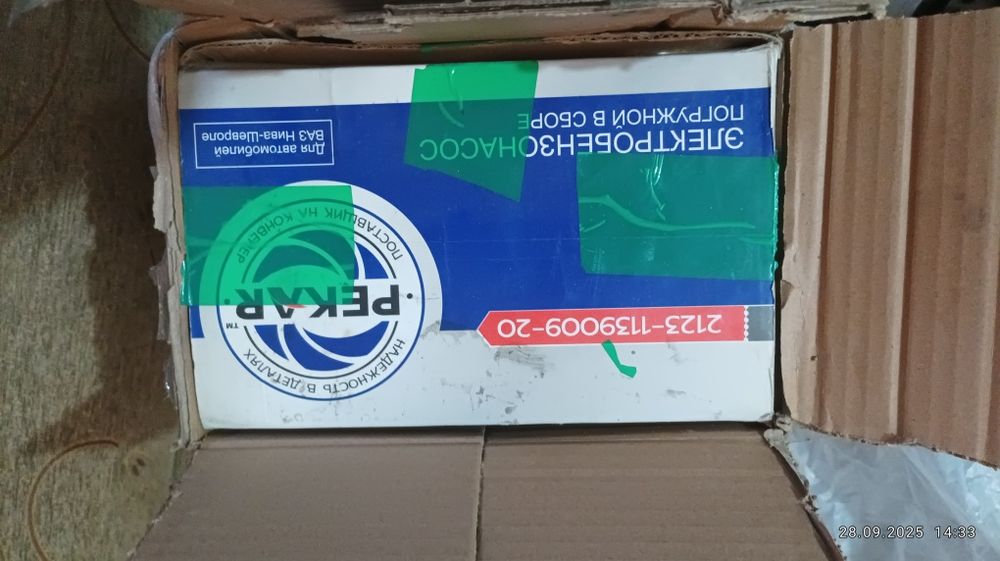 2123-1139009-20
НАДЕЖНОСТЬ В ДЕТАЛЯХ
·PEKAR·
TM
ПОСТАВЩИК НА КОНВЕЙЕР
ЭЛЕКТРОБЕНЗОНАСОС
ПОГРУЖНОЙ В СБОРЕ
Для автомобилей
ВАЗ Нива-Шевроле
28.09.2025 14:33